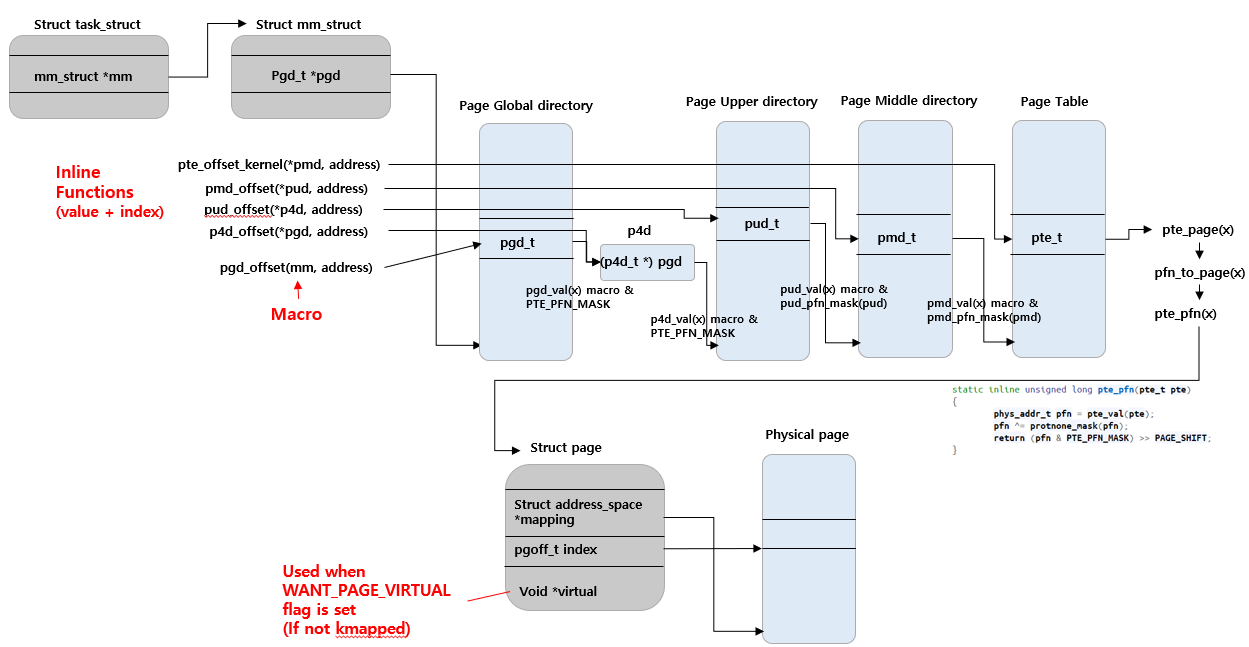 Struct task_struct
Struct mm_struct
mm_struct *mm
Pgd_t *pgd
Page Global directory
Page Upper directory
Page Middle directory
Page Table
Inline
Functions
(value + index)
pte_offset_kernel(*pmd, address)
pmd_offset(*pud, address)
pud_offset(*p4d, address)
p4d_offset(*pgd, address)
pgd_offset(mm, address)
Macro
pgd_t
p4d
(p4d_t *) pgd
pud_t
pmd_t
pte_t
pgd_val(x) macro &
PTE_PFN_MASK
p4d_val(x) macro &
PTE_PFN_MASK
pud_val(x) macro &
pud_pfn_mask(pud)
pmd_val(x) macro &
pmd_pfn_mask(pmd)
pte_page(x)
pfn_to_page(x)
pte_pfn(x)
static inline unsigned long pte_pfn(pte_t pte)
{
phys_addr_t pfn = pte_val(pte);
pfn ^= protnone_mask(pfn);
return (pfn & PTE_PFN_MASK) >> PAGE_SHIFT;
}
Struct page
Physical page
Struct address_space
*mapping
pgoff_t index
Void *virtual
Used when
WANT_PAGE_VIRTUAL
flag is set
(If not kmapped)